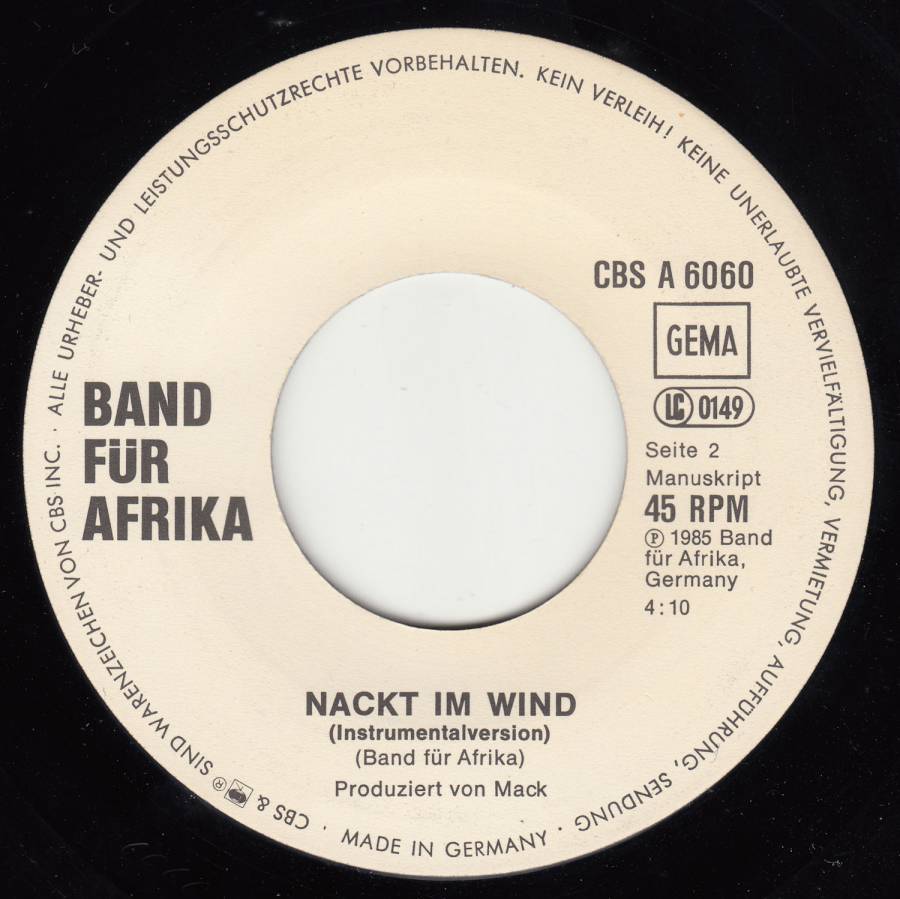 ALLE URHEBER- UND LEISTUNGSSCHUTZRECHTE VORBEHALTEN. KEIN VERLEIH! KEINE UNERLAUBTE VERVIELFÄLTIGUNG, VERMIETUNG, AUFFÜHRUNG, SENDUNG · MADE IN GERMANY · CBS & ® SIND WARENZEICHEN VON CBS INC. ·
CBS A 6060
GEMA
LC 0149
BAND
FÜR
AFRIKA
Seite 2
Manuskript
45 RPM
Ⓟ 1985 Band
für Afrika,
Germany
4:10
NACKT IM WIND
(Instrumentalversion)
(Band für Afrika)
Produziert von Mack